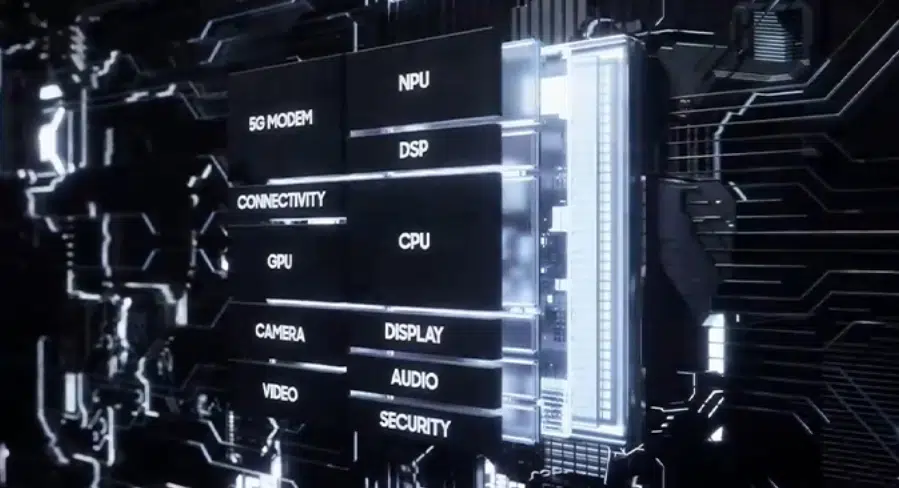 5G MODEM
CONNECTIVITY
GPU
CAMERA
VIDEO
NPU
DSP
CPU
DISPLAY
AUDIO
SECURITY